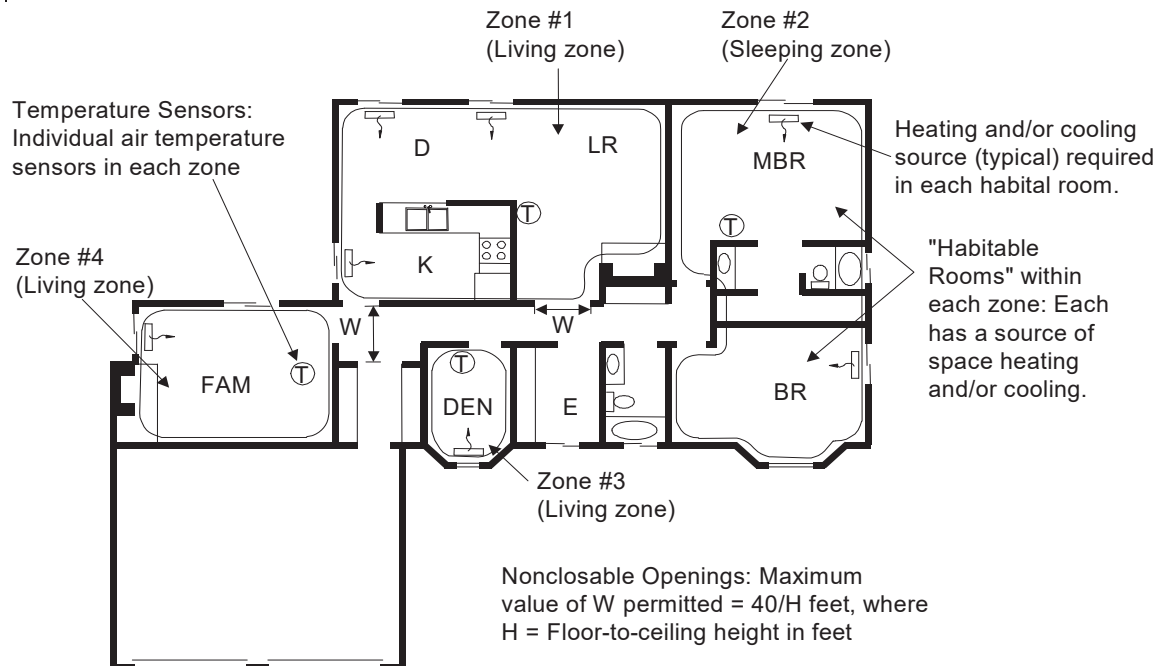 Zone #1
(Living zone)
Zone #2
(Sleeping zone)
Temperature Sensors:
Individual air temperature
sensors in each zone
Heating and/or cooling
source (typical) required
in each habital room.
D
LR
MBR
T
T
K
"Habitable
Rooms" within
each zone: Each
has a source of
space heating
and/or cooling.
Zone #4
(Living zone)
W
W
T
T
FAM
DEN
E
BR
Zone #3
(Living zone)
Nonclosable Openings: Maximum
value of W permitted = 40/H feet, where
H = Floor-to-ceiling height in feet